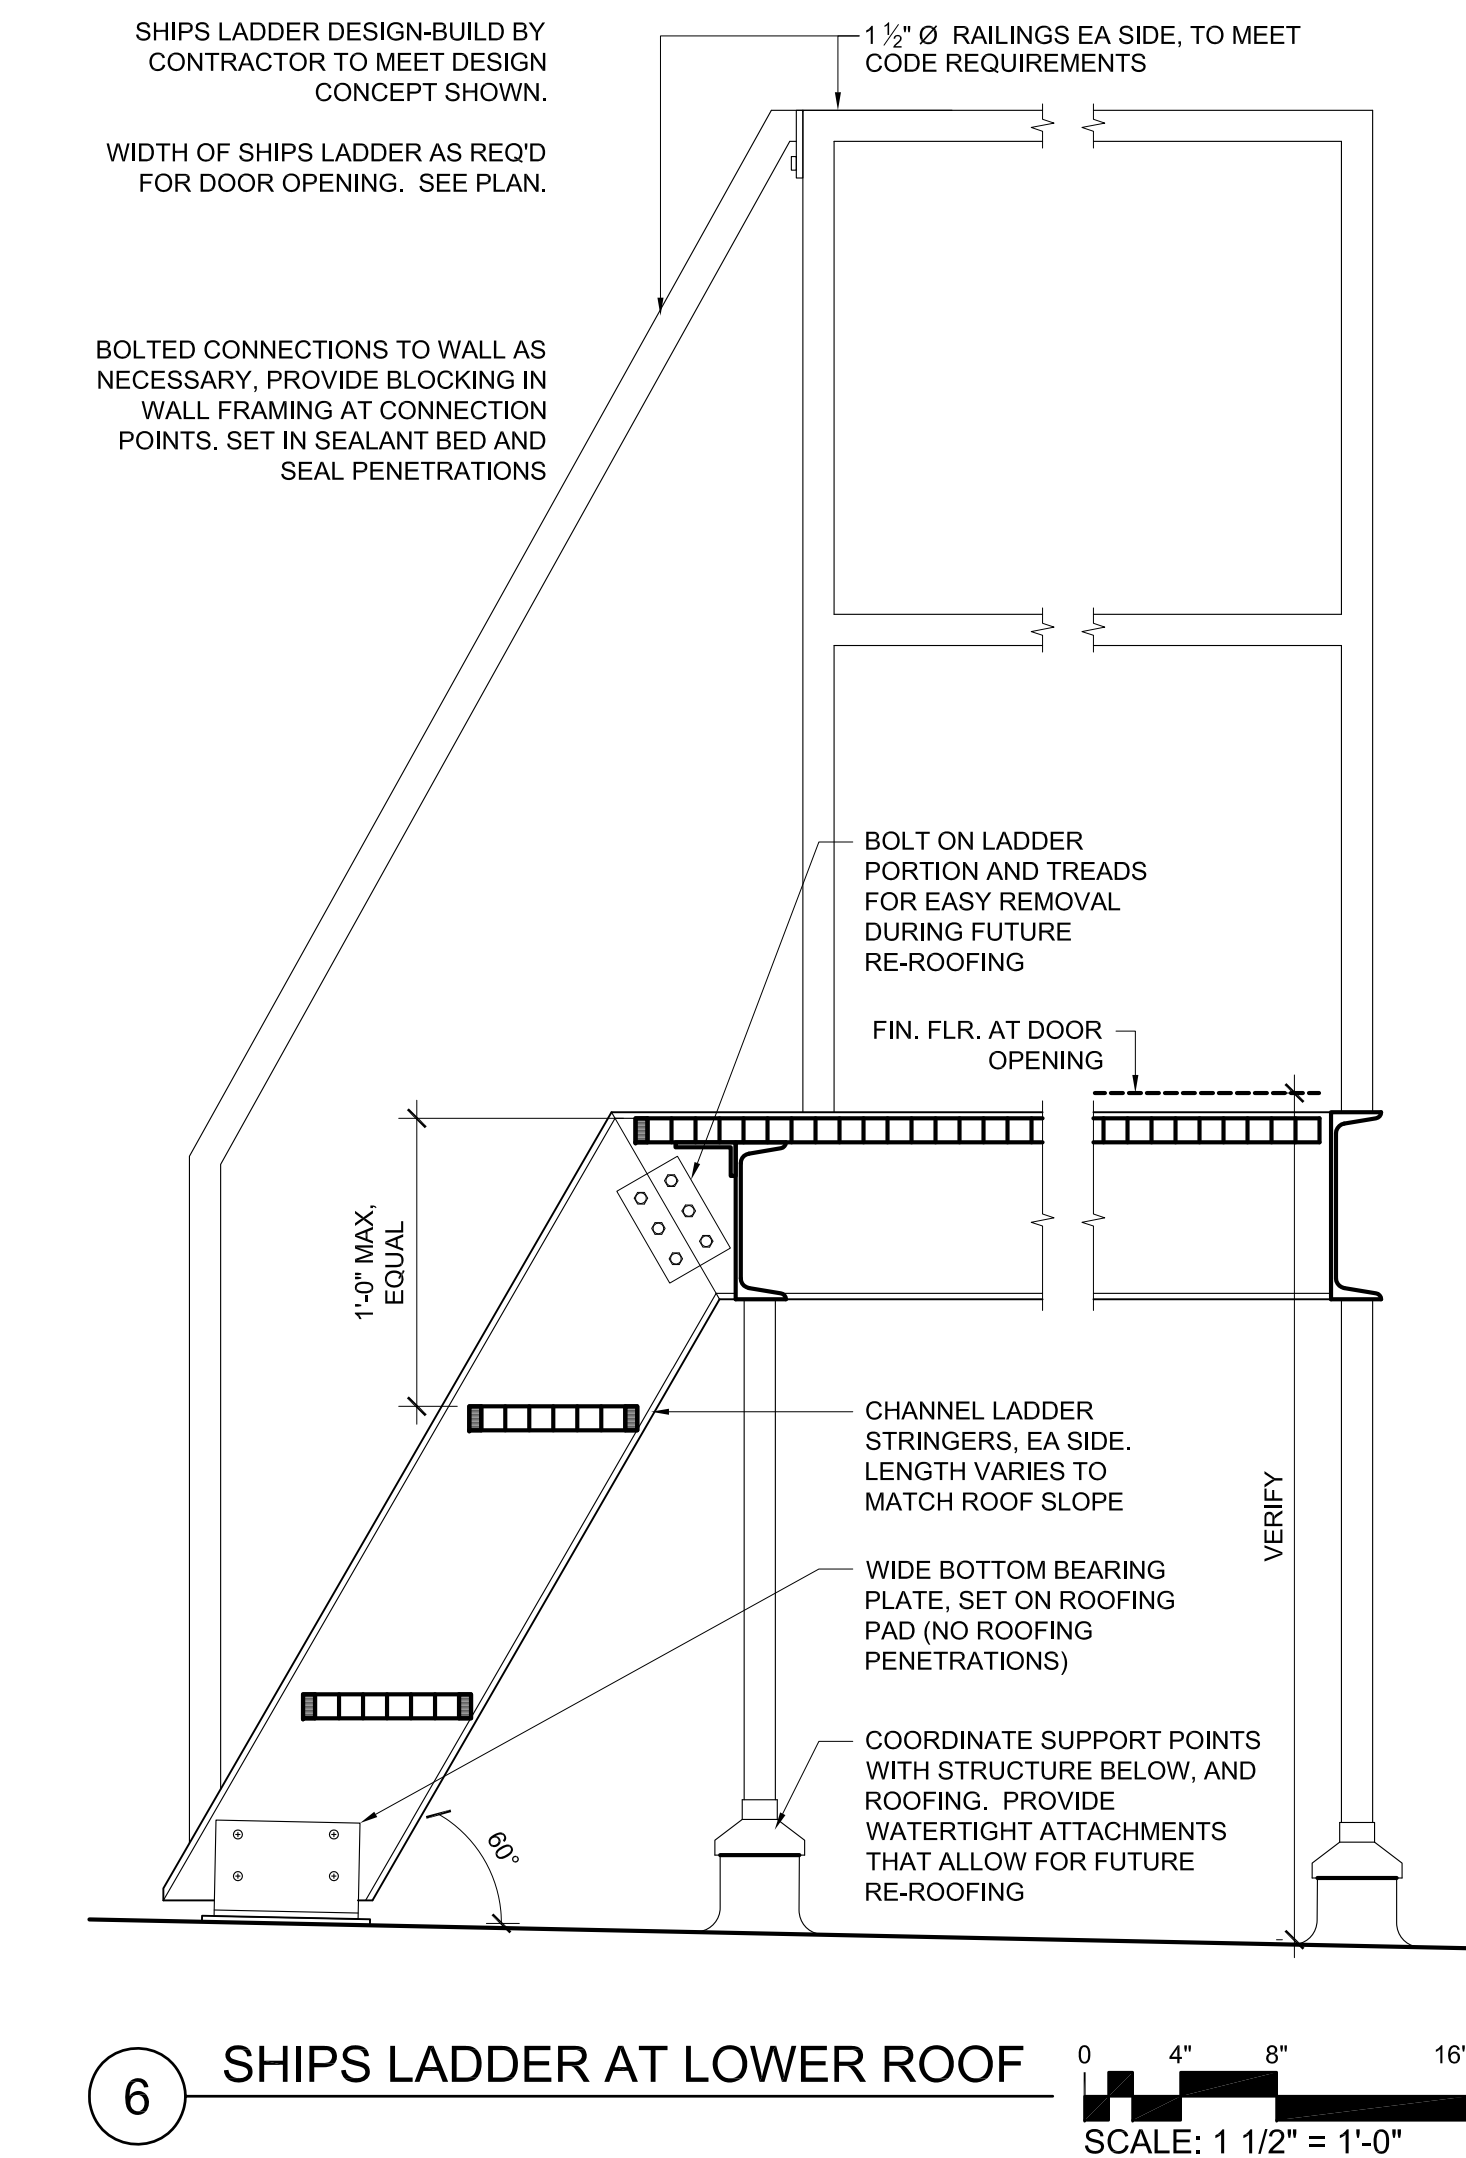 SHIPS LADDER DESIGN-BUILD BY
CONTRACTOR TO MEET DESIGN
CONCEPT SHOWN.
WIDTH OF SHIPS LADDER AS REQ'D
FOR DOOR OPENING.  SEE PLAN.
BOLTED CONNECTIONS TO WALL AS
NECESSARY, PROVIDE BLOCKING IN
WALL FRAMING AT CONNECTION
POINTS. SET IN SEALANT BED AND
SEAL PENETRATIONS
1 ½" Ø  RAILINGS EA SIDE, TO MEET
CODE REQUIREMENTS
BOLT ON LADDER
PORTION AND TREADS
FOR EASY REMOVAL
DURING FUTURE
RE-ROOFING
FIN. FLR. AT DOOR
OPENING
1'-0" MAX,
EQUAL
CHANNEL LADDER
STRINGERS, EA SIDE.
LENGTH VARIES TO
MATCH ROOF SLOPE
VERIFY
WIDE BOTTOM BEARING
PLATE, SET ON ROOFING
PAD (NO ROOFING
PENETRATIONS)
COORDINATE SUPPORT POINTS
WITH STRUCTURE BELOW, AND
ROOFING.  PROVIDE
WATERTIGHT ATTACHMENTS
THAT ALLOW FOR FUTURE
RE-ROOFING
60°
6
SHIPS LADDER AT LOWER ROOF
0 4" 8" 16"
SCALE: 1 1/2" = 1'-0"